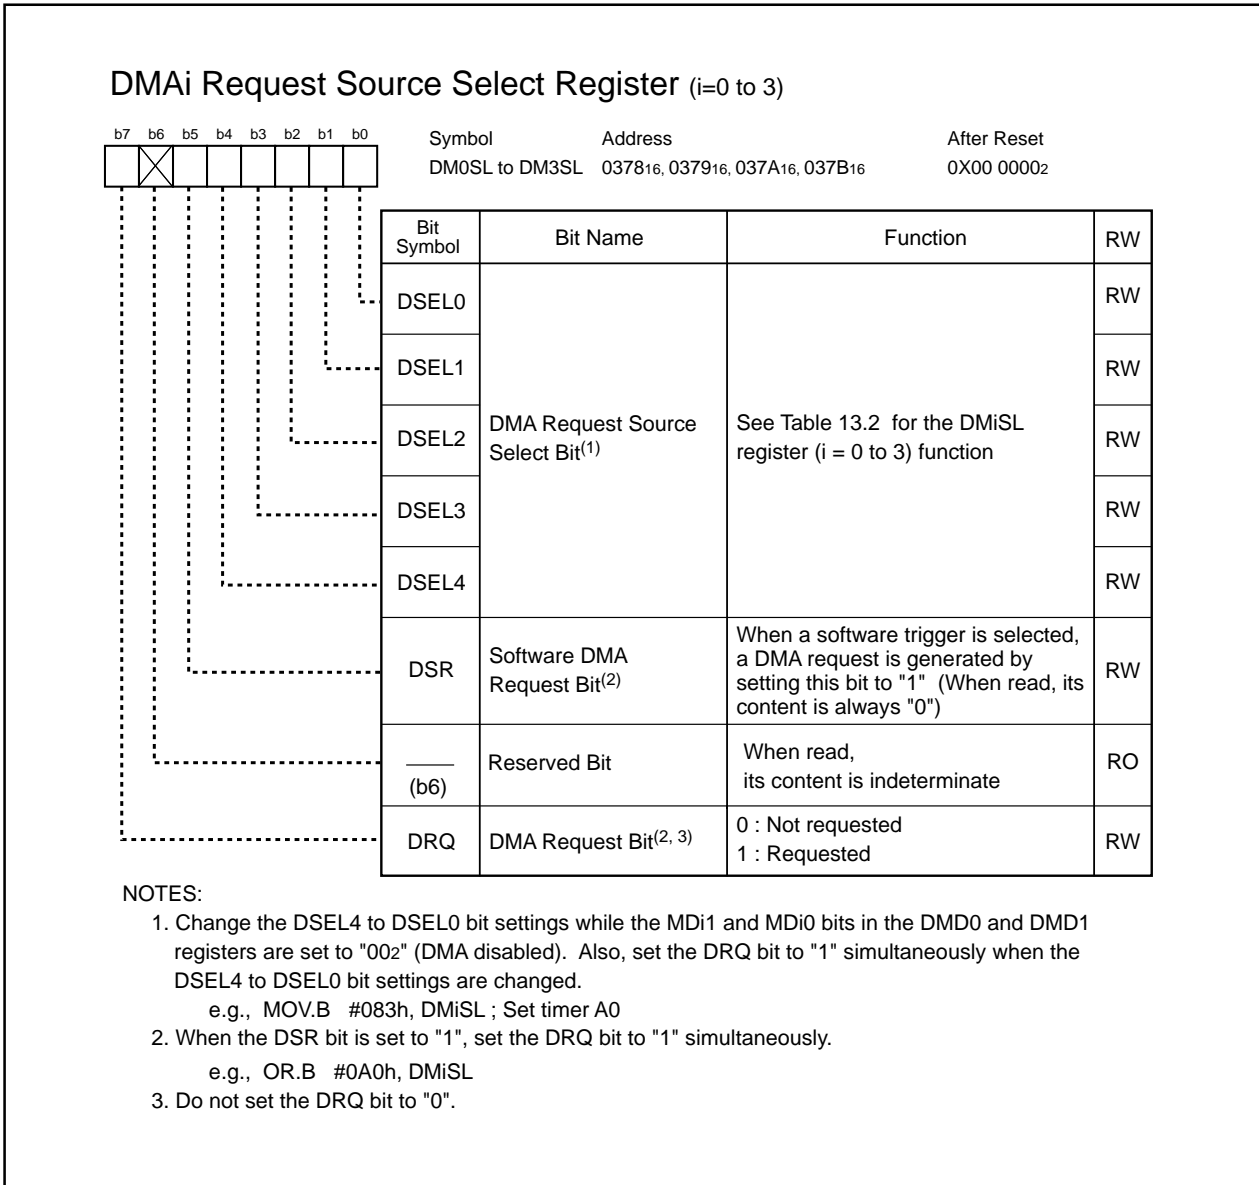 DMAi Request Source Select Register (i=0 to 3)
b7 b6 b5 b4 b3 b2 b1 b0
Symbol Address After Reset
DM0SL to DM3SL 037816, 037916, 037A16, 037B16 0X00 00002
Bit Symbol Bit Name Function RW
DSEL0 RW
DSEL1 RW
DSEL2 DMA Request Source Select Bit(1) See Table 13.2 for the DMiSL register (i = 0 to 3) function RW
DSEL3 RW
DSEL4 RW
DSR Software DMA Request Bit(2) When a software trigger is selected, a DMA request is generated by setting this bit to "1" (When read, its content is always "0") RW
(b6) Reserved Bit When read, its content is indeterminate RO
DRQ DMA Request Bit(2, 3) 0 : Not requested 1 : Requested RW
NOTES:
1. Change the DSEL4 to DSEL0 bit settings while the MDi1 and MDi0 bits in the DMD0 and DMD1
registers are set to "002" (DMA disabled). Also, set the DRQ bit to "1" simultaneously when the
DSEL4 to DSEL0 bit settings are changed.
e.g., MOV.B #083h, DMiSL ; Set timer A0
2. When the DSR bit is set to "1", set the DRQ bit to "1" simultaneously.
e.g., OR.B #0A0h, DMiSL
3. Do not set the DRQ bit to "0".